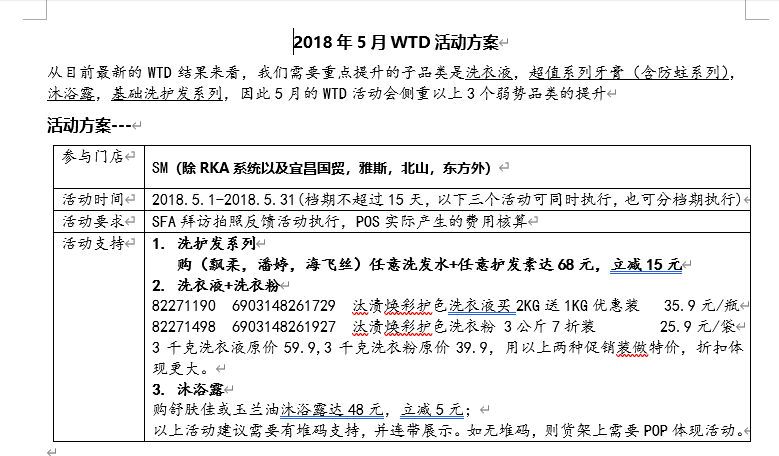 2018 年 5 月 WTD 活动方案
从目前最新的 WTD 结果来看，我们需要重点提升的子品类是洗衣液，超值系列牙膏（含防蛀系列），
沐浴露，基础洗护发系列，因此 5 月的 WTD 活动会侧重以上 3 个弱势品类的提升
活动方案---
参与门店 SM（除 RKA 系统以及宜昌国贸，雅斯，北山，东方外）
活动时间 2018.5.1-2018.5.31(档期不超过 15 天，以下三个活动可同时执行，也可分档期执行)
活动要求 SFA 拜访拍照反馈活动执行，POS 实际产生的费用核算
活动支持 1. 洗护发系列
购（飘柔，潘婷，海飞丝）任意洗发水+任意护发素达 68 元，立减 15 元
2. 洗衣液+洗衣粉
82271190 6903148261729 汰渍焕彩护色洗衣液买 2KG 送 1KG 优惠装 35.9 元/瓶
82271498 6903148261927 汰渍焕彩护色洗衣粉 3 公斤 7 折装 25.9 元/袋
3 千克洗衣液原价 59.9,3 千克洗衣粉原价 39.9，用以上两种促销装做特价，折扣体
现更大。
3. 沐浴露
购舒肤佳或玉兰油沐浴露达 48 元，立减 5 元；
以上活动建议需要有堆码支持，并连带展示。如无堆码，则货架上需要 POP 体现活动。